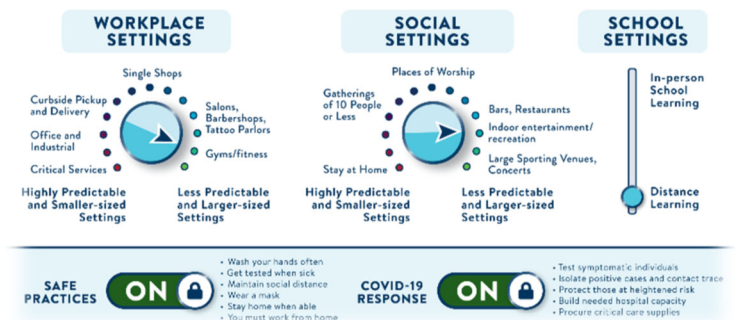 WORKPLACE
SETTINGS
Single Shops
Curbside Pickup
and Delivery
Office and
Industrial
Critical Services
Salons,
Barbershops,
Tattoo Parlors
Gyms/fitness
Highly Predictable
and Smaller-sized
Settings
Less Predictable
and Larger-sized
Settings
SOCIAL
SETTINGS
Places of Worship
Gatherings
of 10 People
or Less
Stay at Home
Bars, Restaurants
Indoor entertainment/
recreation
Large Sporting Venues,
Concerts
Highly Predictable
and Smaller-sized
Settings
Less Predictable
and Larger-sized
Settings
SCHOOL
SETTINGS
In-person
School
Learning
Distance
Learning
SAFE
PRACTICES
ON
• Wash your hands often
• Get tested when sick
• Maintain social distance
• Wear a mask
• Stay home when able
• You must work from home
COVID-19
RESPONSE
ON
• Test symptomatic individuals
• Isolate positive cases and contact trace
• Protect those at heightened risk
• Build needed hospital capacity
• Procure critical care supplies